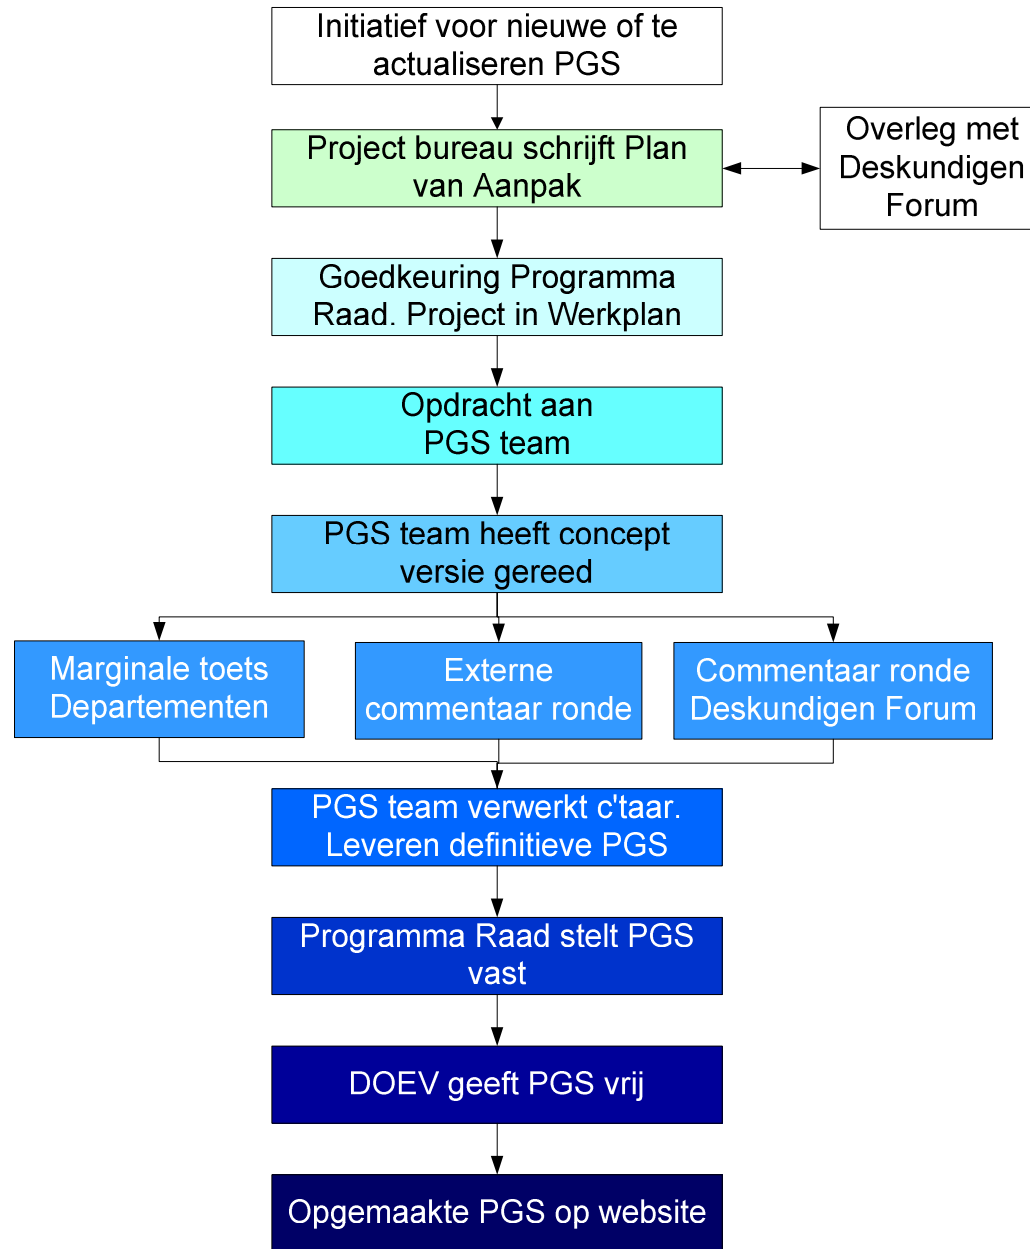 Initiatief voor nieuwe of te
actualiseren PGS
Project bureau schrijft Plan
van Aanpak
Overleg met
Deskundigen
Forum
Goedkeuring Programma
Raad. Project in Werkplan
Opdracht aan
PGS team
PGS team heeft concept
versie gereed
Marginale toets
Departementen
Externe
commentaar ronde
Commentaar ronde
Deskundigen Forum
PGS team verwerkt c'taar.
Leveren definitieve PGS
Programma Raad stelt PGS
vast
DOEV geeft PGS vrij
Opgemaakte PGS op website